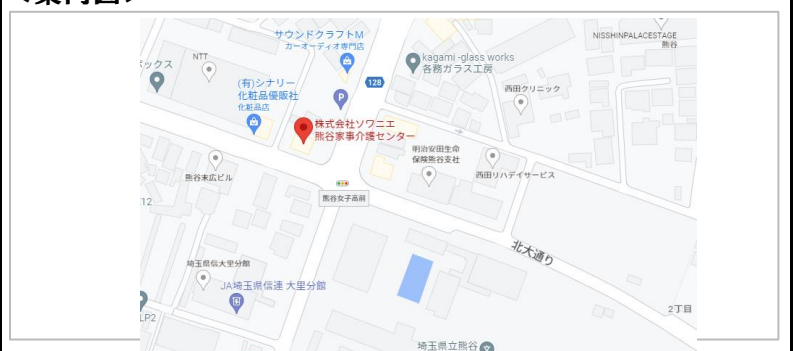 サウンドクラフトM
カーオーディオ専門店
NISSHINPALACESTAGE
熊谷
NTT
kagami -glass works
各務ガラス工房
ックス
128
(有)シナリー
化粧品優販社
化粧品店
P
西田クリニック
株式会社ソワニエ
熊谷家事介護センター
明治安田生命
保険熊谷支社
西田リハデイサービス
熊谷末広ビル
熊谷女子高前
12
北大通り
埼玉県信大里分館
JA埼玉県信連 大里分館
2丁目
LP2
埼玉県立熊谷